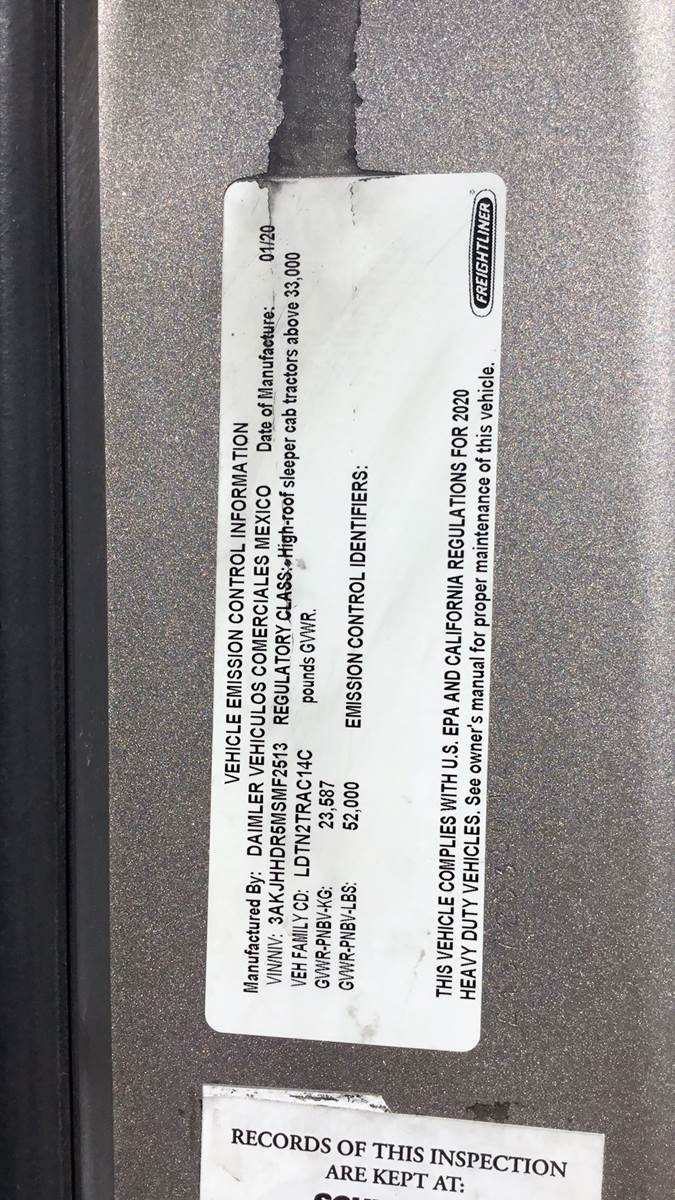 VEHICLE EMISSION CONTROL INFORMATION
Manufactured By: DAIMLER VEHICULOS COMERCIALES MEXICO Date of Manufacture: 01/20
VIN/NIV: 3AKJHHDR5MSMF2513 REGULATORY CLASS: High-roof sleeper cab tractors above 33,000
VEH FAMILY CD: LDTN2TRAC14C pounds GVWR.
GVWR-PNBV-KG: 23,587
GVWR-PNBV-LBS: 52,000 EMISSION CONTROL IDENTIFIERS:
THIS VEHICLE COMPLIES WITH U.S. EPA AND CALIFORNIA REGULATIONS FOR 2020
HEAVY DUTY VEHICLES. See owner's manual for proper maintenance of this vehicle.
FREIGHTLINER
RECORDS OF THIS INSPECTION
ARE KEPT AT: